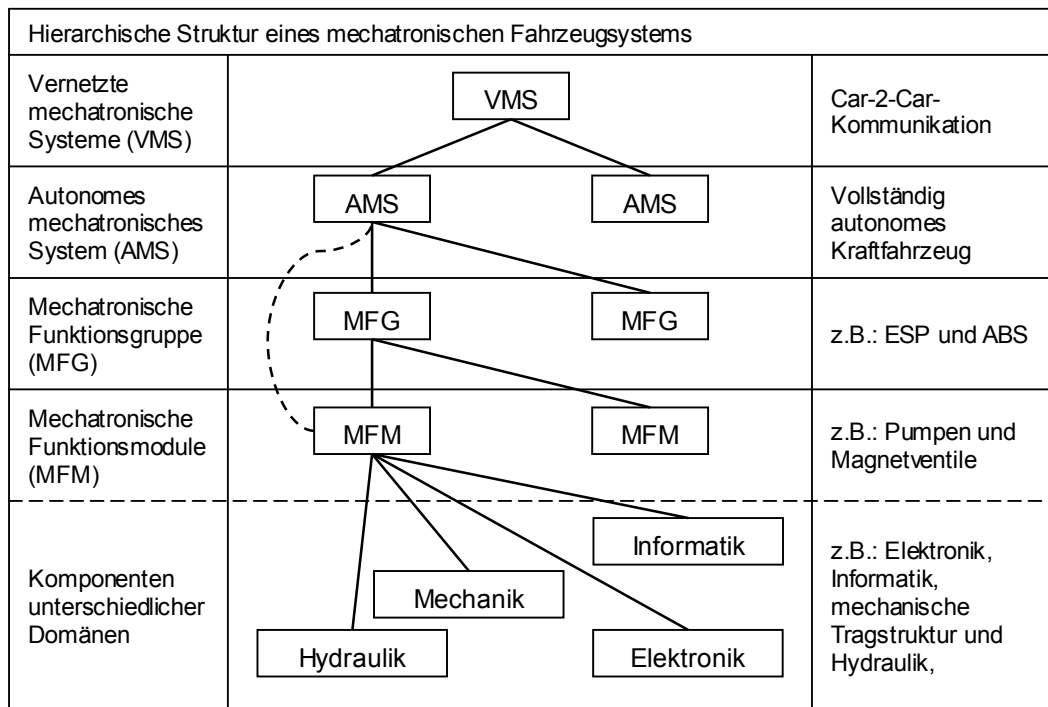 Hierarchische Struktur eines mechatronischen Fahrzeugsystems
Vernetzte
mechatronische
Systeme (VMS)
VMS
Car-2-Car-
Kommunikation
Autonomes
mechatronisches
System (AMS)
AMS
AMS
Vollständig
autonomes
Kraftfahrzeug
Mechatronische
Funktionsgruppe
(MFG)
MFG
MFG
z.B.: ESP und ABS
Mechatronische
Funktionsmodule
(MFM)
MFM
MFM
z.B.: Pumpen und
Magnetventile
Komponenten
unterschiedlicher
Domänen
Informatik
Mechanik
Hydraulik
Elektronik
z.B.: Elektronik,
Informatik,
mechanische
Tragstruktur und
Hydraulik,